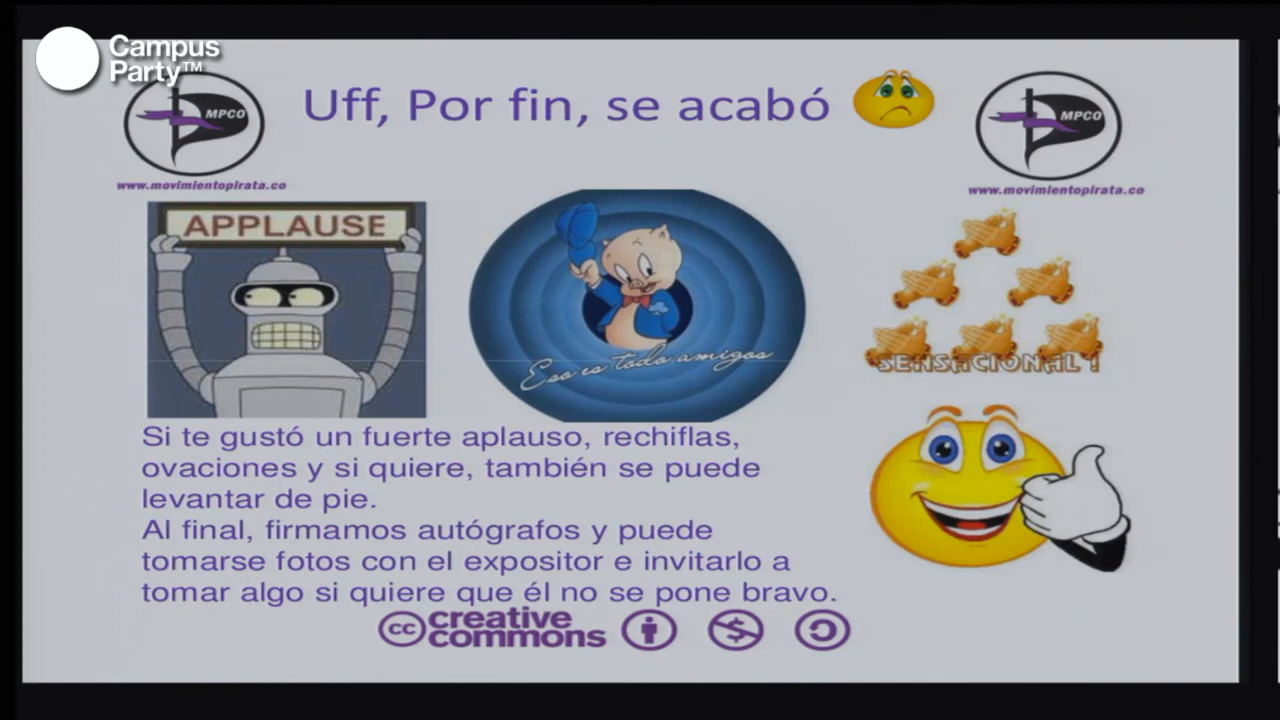 Campus
Party™
Uff, Por fin, se acabó
MPCO
www.movimientopirata.co
MPCO
www.movimientopirata.co
APPLAUSE
Eso es todo amigos
SENSACIONAL !
Si te gustó un fuerte aplauso, rechiflas,
ovaciones y si quiere, también se puede
levantar de pie.
Al final, firmamos autógrafos y puede
tomarse fotos con el expositor e invitarlo a
tomar algo si quiere que él no se pone bravo.
cc creative
commons